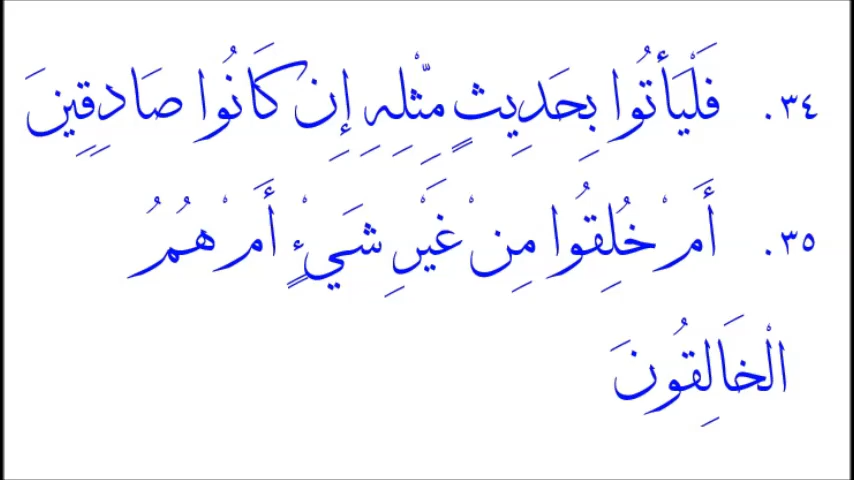 ٣٤. فَلْيَأْتُوا بِحَدِيثٍ مِّثْلِهِ إِن كَانُوا صَادِقِينَ
٣٥. أَمْ خُلِقُوا مِنْ غَيْرِ شَيْءٍ أَمْ هُمُ
الْخَالِقُونَ